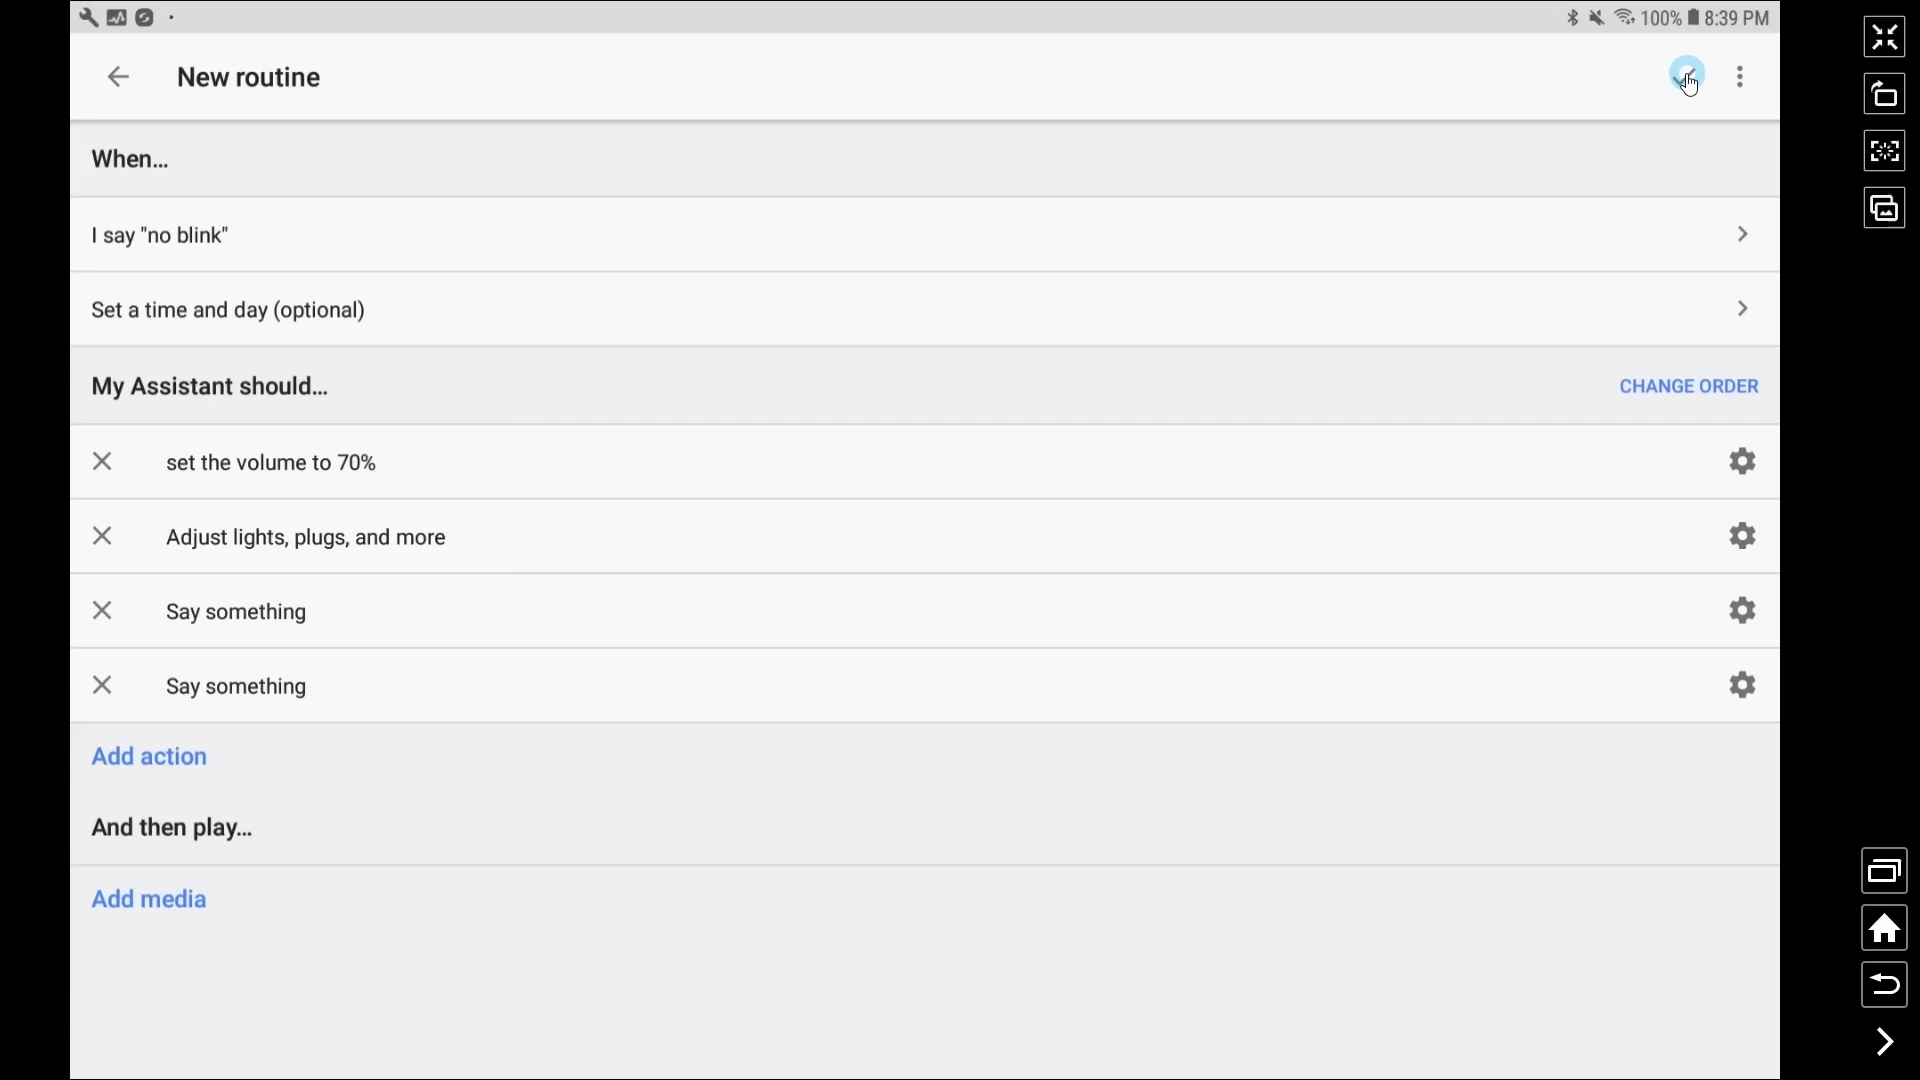 100% 8:39 PM
New routine
When...
I say "no blink"
Set a time and day (optional)
My Assistant should...
CHANGE ORDER
set the volume to 70%
Adjust lights, plugs, and more
Say something
Say something
Add action
And then play...
Add media